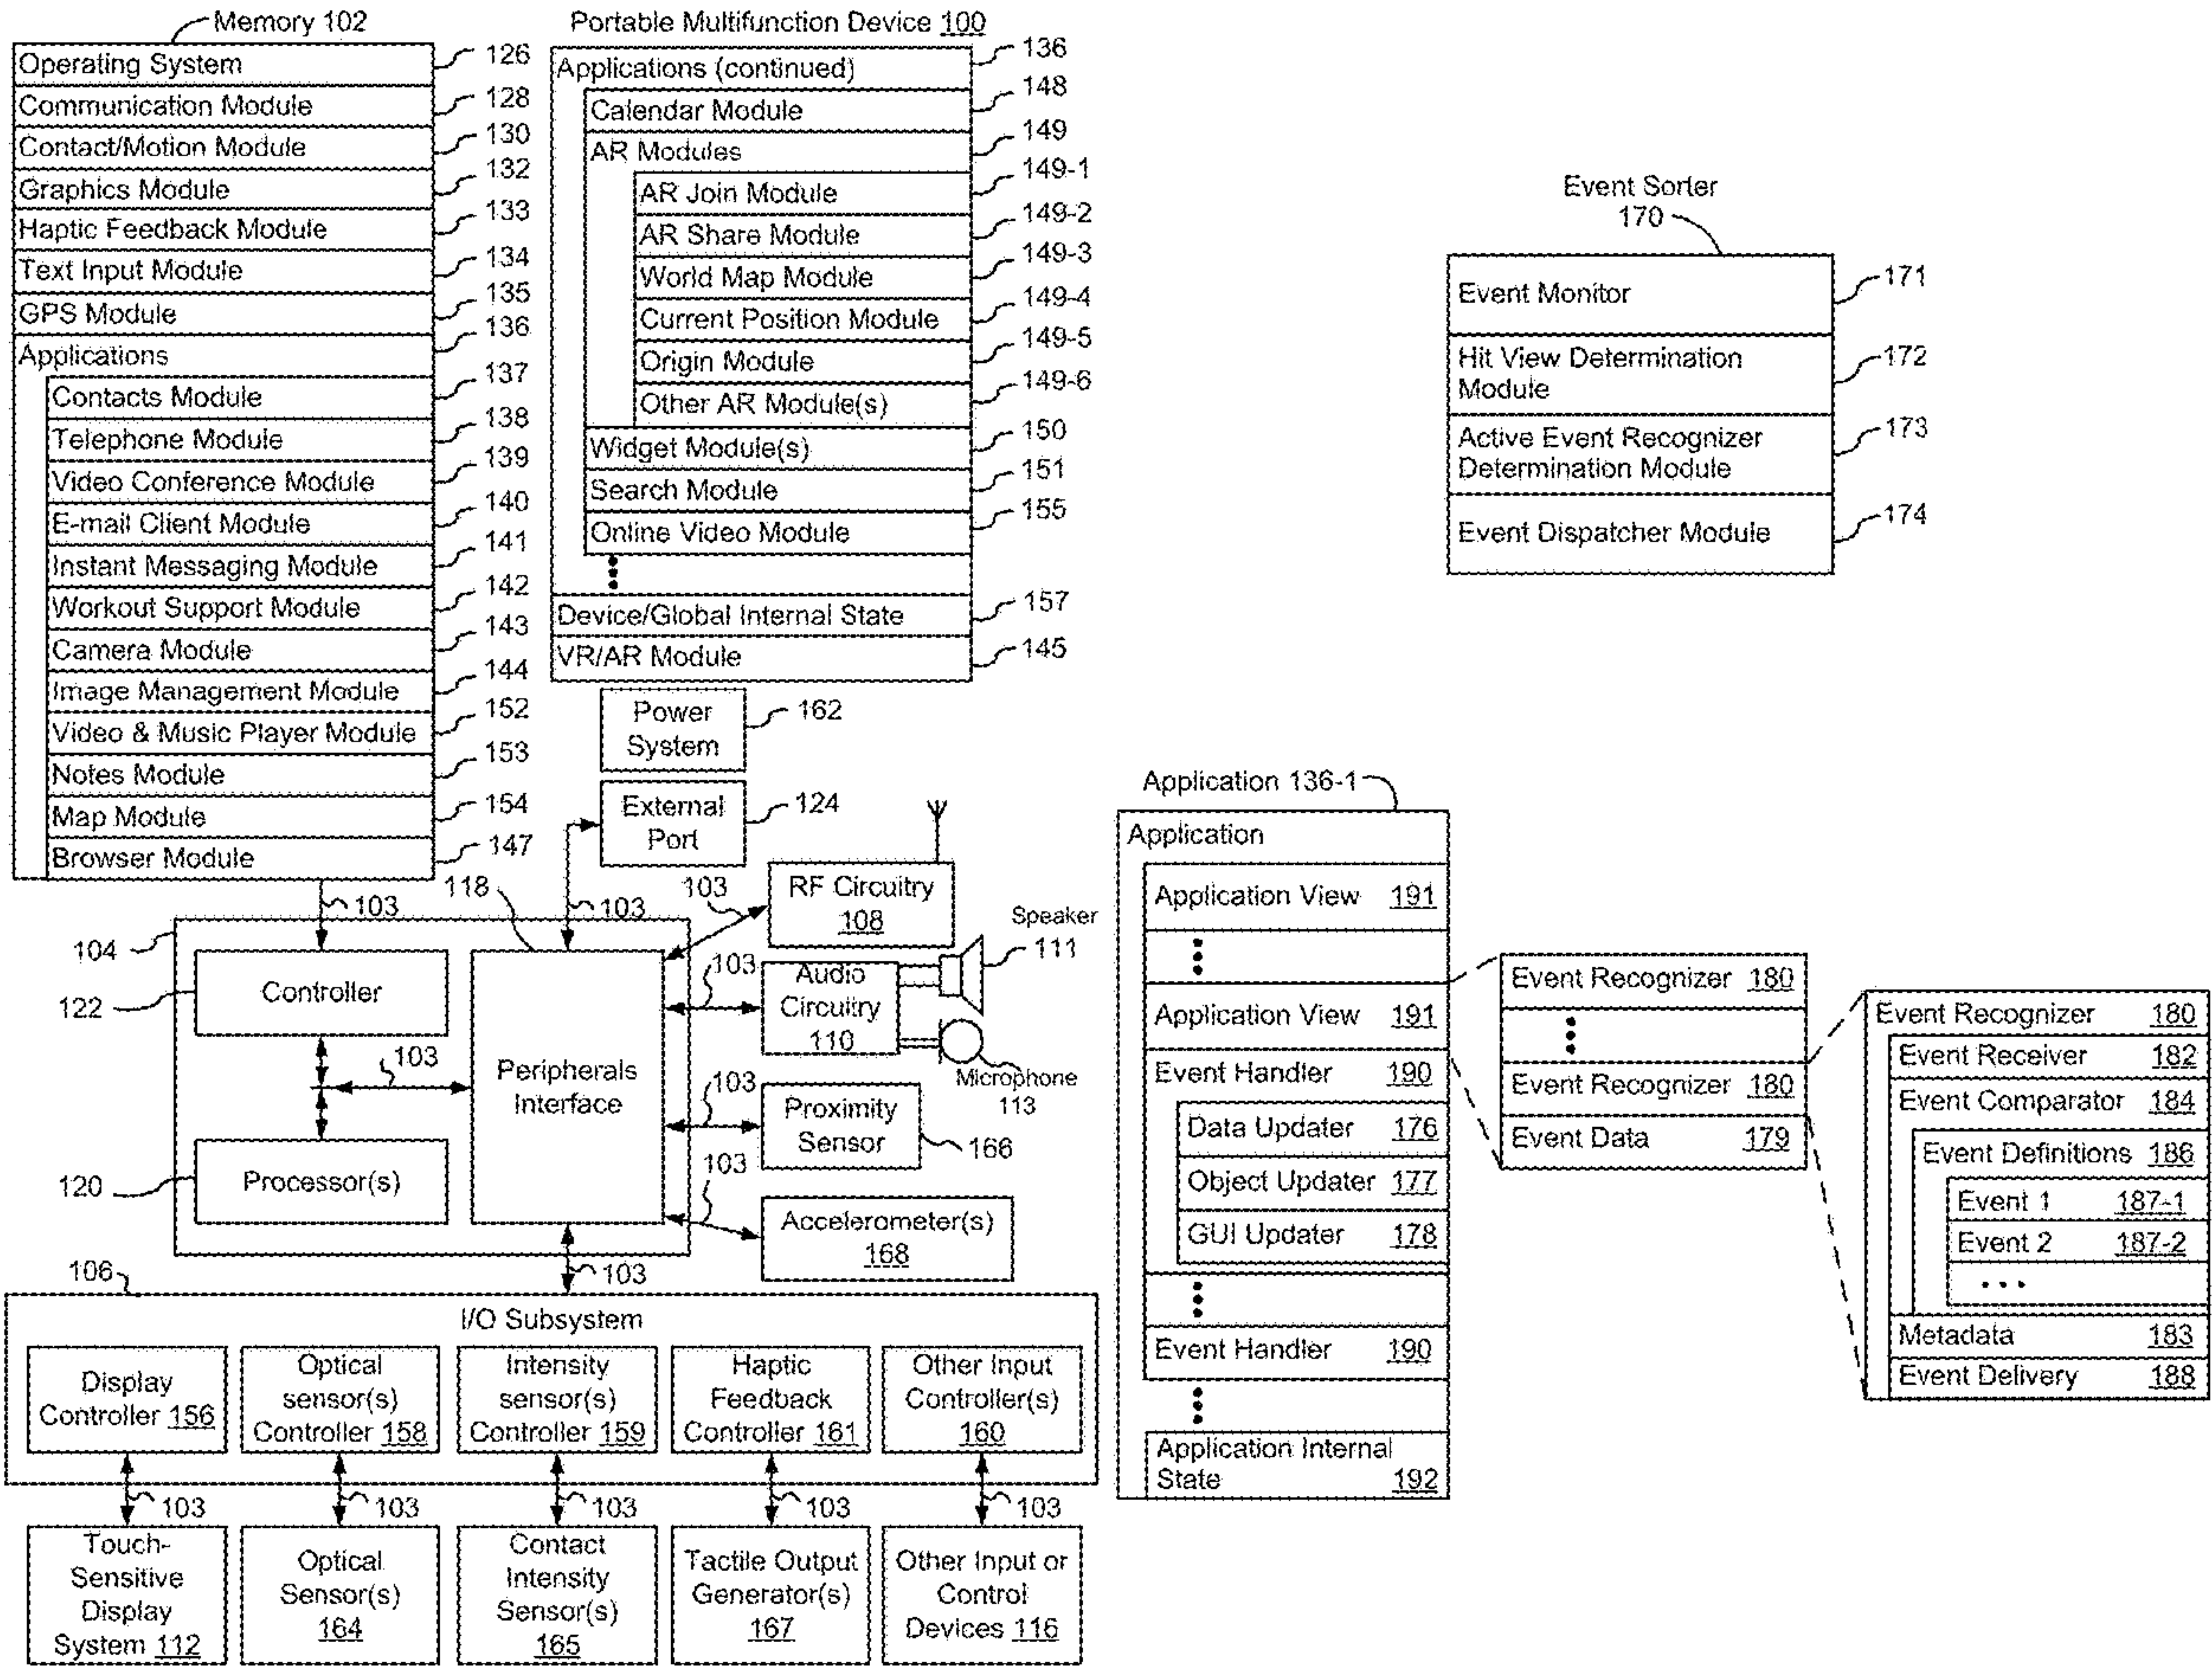 Memory 102
Operating System 126
Communication Module 128
Contact/Motion Module 130
Graphics Module 132
Haptic Feedback Module 133
Text Input Module 134
GPS Module 135
Applications 136
Contacts Module 137
Telephone Module 138
Video Conference Module 139
E-mail Client Module 140
Instant Messaging Module 141
Workout Support Module 142
Camera Module 143
Image Management Module 144
Video & Music Player Module 152
Notes Module 153
Map Module 154
Browser Module 147
Portable Multifunction Device 100
Applications (continued) 136
Calendar Module 148
AR Modules 149
AR Join Module 149-1
AR Share Module 149-2
World Map Module 149-3
Current Position Module 149-4
Origin Module 149-5
Other AR Module(s) 149-6
Widget Module(s) 150
Search Module 151
Online Video Module 155
Device/Global Internal State 157
VR/AR Module 145
Power
System
162
External
Port
124
103
118
103
103
RF Circuitry
108
Speaker
111
104
122
Controller
103
Audio
Circuitry
110
Microphone
113
103
Peripherals
Interface
103
Proximity
Sensor
166
120
Processor(s)
103
Accelerometer(s)
168
106
103
I/O Subsystem
Display
Controller 156
Optical
sensor(s)
Controller 158
Intensity
sensor(s)
Controller 159
Haptic
Feedback
Controller 161
Other Input
Controller(s)
160
103
103
103
103
103
Touch-
Sensitive
Display
System 112
Optical
Sensor(s)
164
Contact
Intensity
Sensor(s)
165
Tactile Output
Generator(s)
167
Other Input or
Control
Devices 116
Event Sorter
170
Event Monitor 171
Hit View Determination
Module
172
Active Event Recognizer
Determination Module
173
Event Dispatcher Module 174
Application 136-1
Application
Application View 191
Application View 191
Event Handler 190
Data Updater 176
Object Updater 177
GUI Updater 178
Event Handler 190
Application Internal
State 192
Event Recognizer 180
Event Recognizer 180
Event Data 179
Event Recognizer 180
Event Receiver 182
Event Comparator 184
Event Definitions 186
Event 1 187-1
Event 2 187-2
Metadata 183
Event Delivery 188